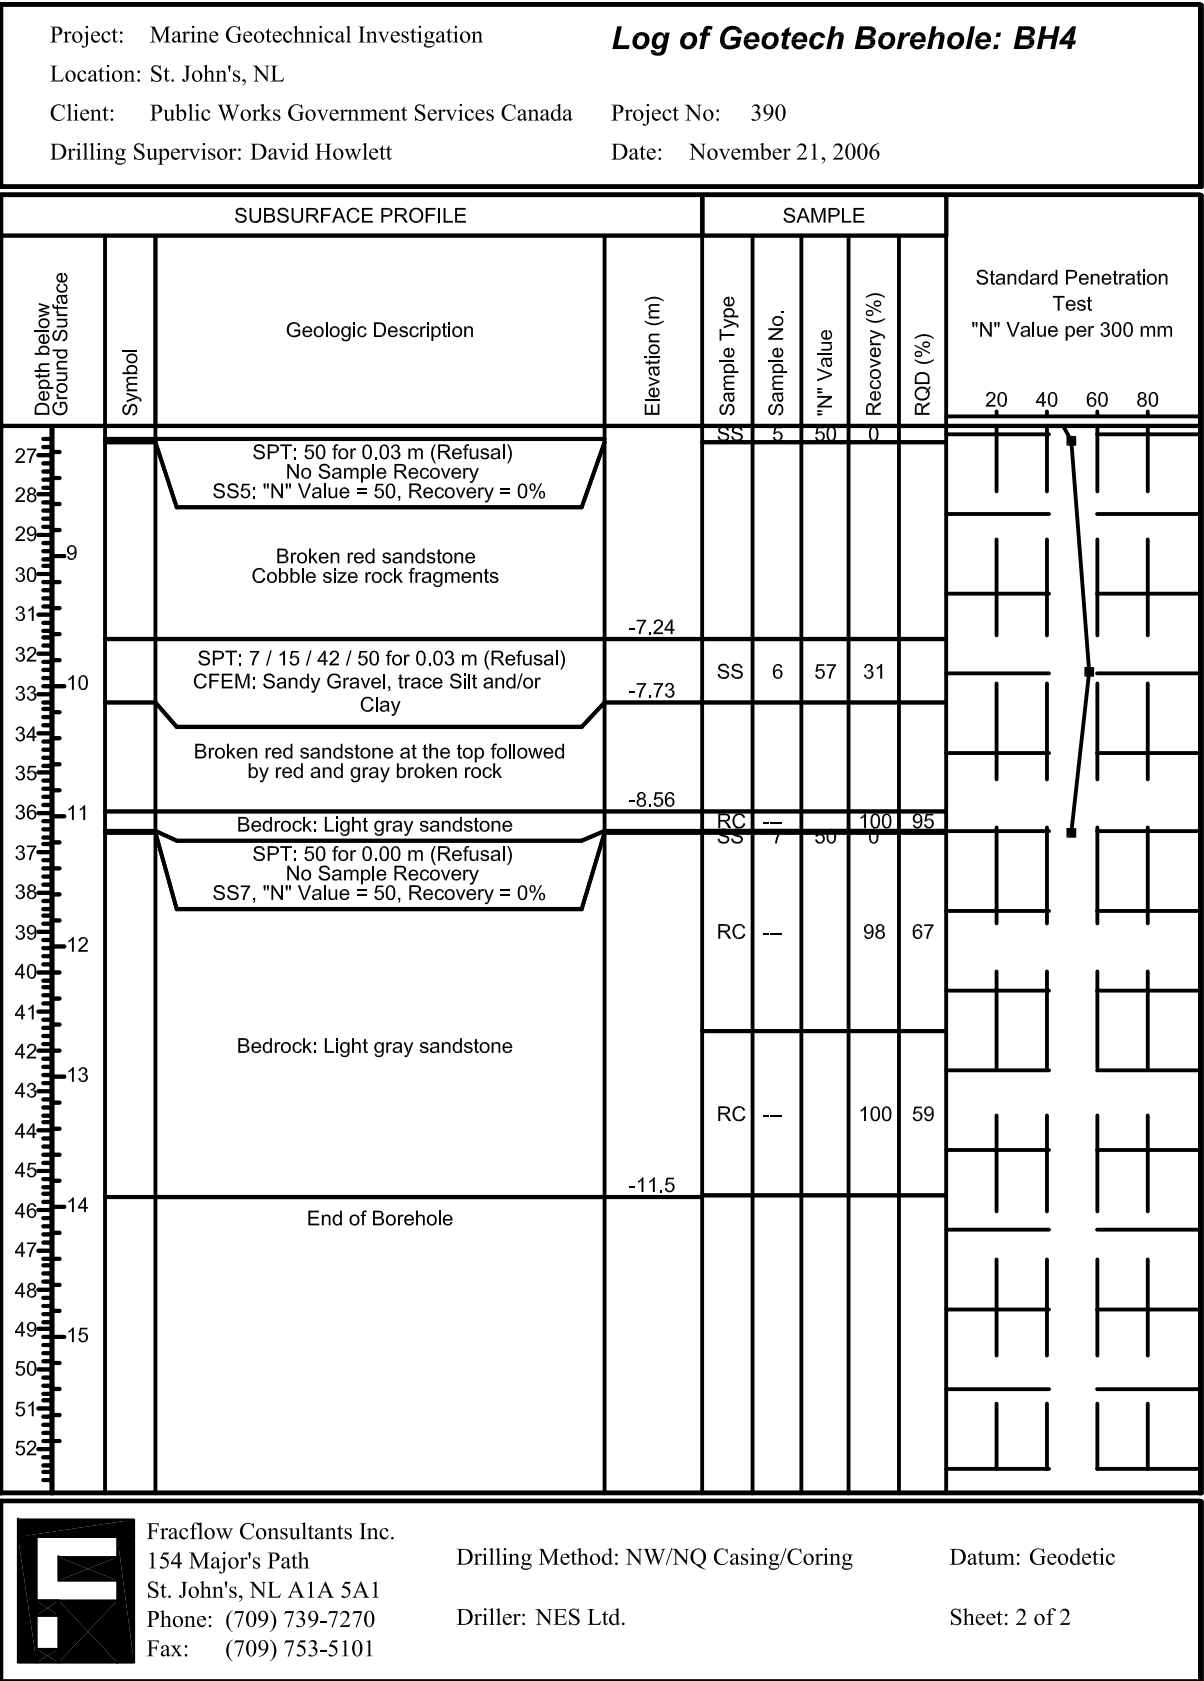 Project: Marine Geotechnical Investigation
Log of Geotech Borehole: BH4
Location: St. John's, NL
Client: Public Works Government Services Canada
Project No: 390
Drilling Supervisor: David Howlett
Date: November 21, 2006
SUBSURFACE PROFILE
SAMPLE
Depth below
Ground Surface
Symbol
Geologic Description
Elevation (m)
Sample Type
Sample No.
"N" Value
Recovery (%)
RQD (%)
Standard Penetration
Test
"N" Value per 300 mm
20 40 60 80
SS 5 50 0
27
SPT: 50 for 0.03 m (Refusal)
No Sample Recovery
28
SS5: "N" Value = 50, Recovery = 0%
29
9
Broken red sandstone
30
Cobble size rock fragments
31
-7.24
32
SPT: 7 / 15 / 42 / 50 for 0.03 m (Refusal)
SS 6 57 31
CFEM: Sandy Gravel, trace Silt and/or
Clay
10
-7.73
33
34
Broken red sandstone at the top followed
by red and gray broken rock
35
-8.56
36
11
Bedrock: Light gray sandstone
RC --- 100 95
SS 7 50 0
37
SPT: 50 for 0.00 m (Refusal)
No Sample Recovery
38
SS7, "N" Value = 50, Recovery = 0%
39
12
RC --- 98 67
40
41
42
Bedrock: Light gray sandstone
13
43
RC --- 100 59
44
45
-11.5
46
14
End of Borehole
47
48
49
15
50
51
52
Fracflow Consultants Inc.
154 Major's Path
St. John's, NL A1A 5A1
Phone: (709) 739-7270
Fax: (709) 753-5101
Drilling Method: NW/NQ Casing/Coring
Driller: NES Ltd.
Datum: Geodetic
Sheet: 2 of 2